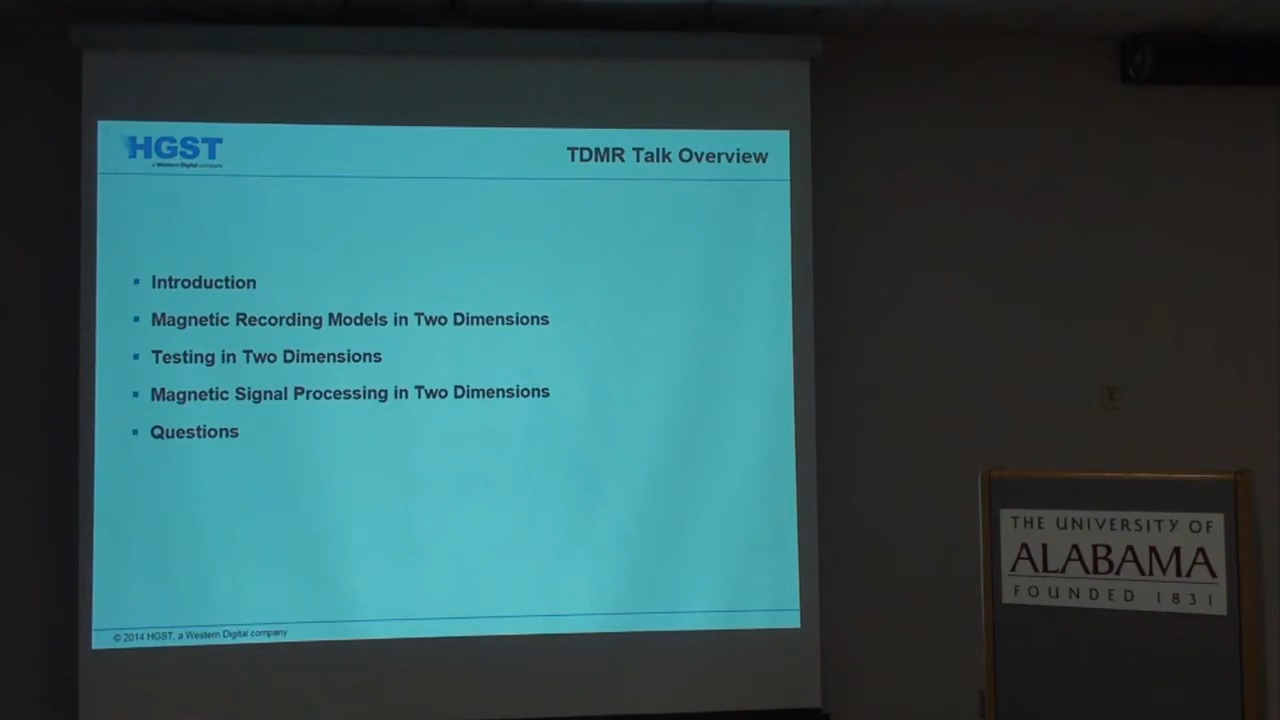 HGST
a Western Digital company
TDMR Talk Overview
▪ Introduction
▪ Magnetic Recording Models in Two Dimensions
▪ Testing in Two Dimensions
▪ Magnetic Signal Processing in Two Dimensions
▪ Questions
© 2014 HGST, a Western Digital company
THE UNIVERSITY OF
ALABAMA
FOUNDED 1831